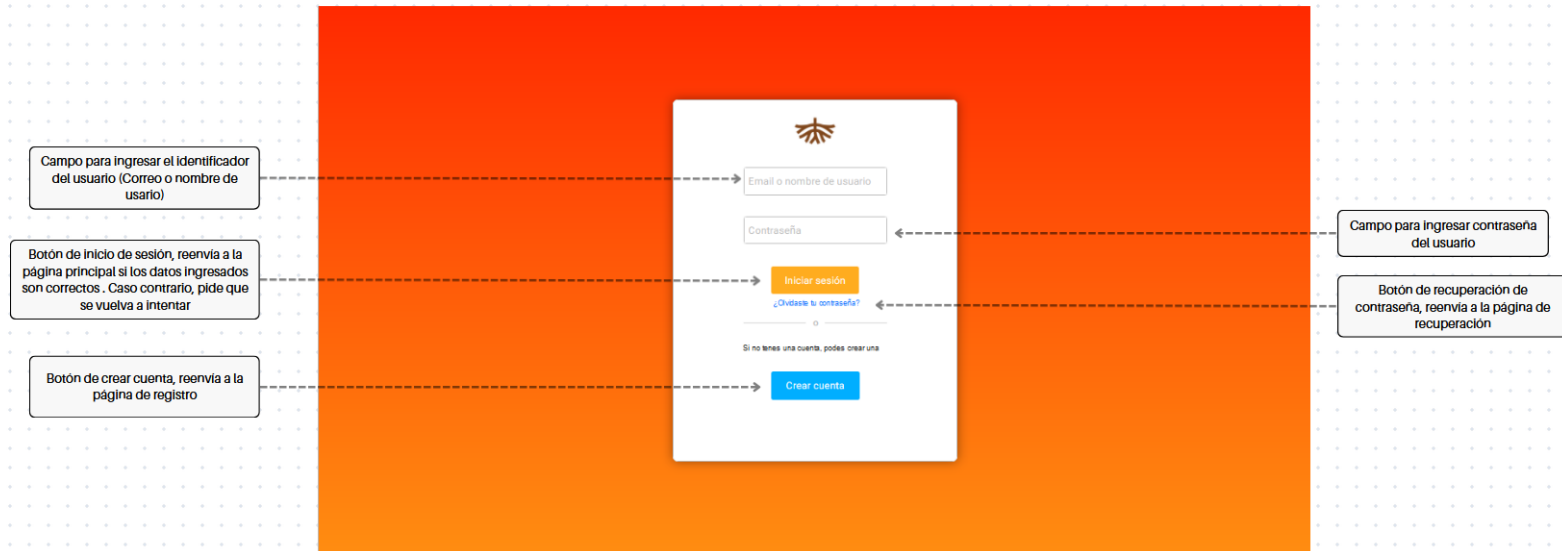 Campo para ingresar el identificador
del usuario (Correo o nombre de
usario)
Botón de inicio de sesión, reenvía a la
página principal si los datos ingresados
son correctos . Caso contrario, pide que
se vuelva a intentar
Botón de crear cuenta, reenvía a la
página de registro
Email o nombre de usuario
Contraseña
Iniciar sesión
¿Olvidaste tu contraseña?
o
Si no tenes una cuenta, podes crear una
Crear cuenta
Campo para ingresar contraseña
del usuario
Botón de recuperación de
contraseña, reenvía a la página de
recuperación